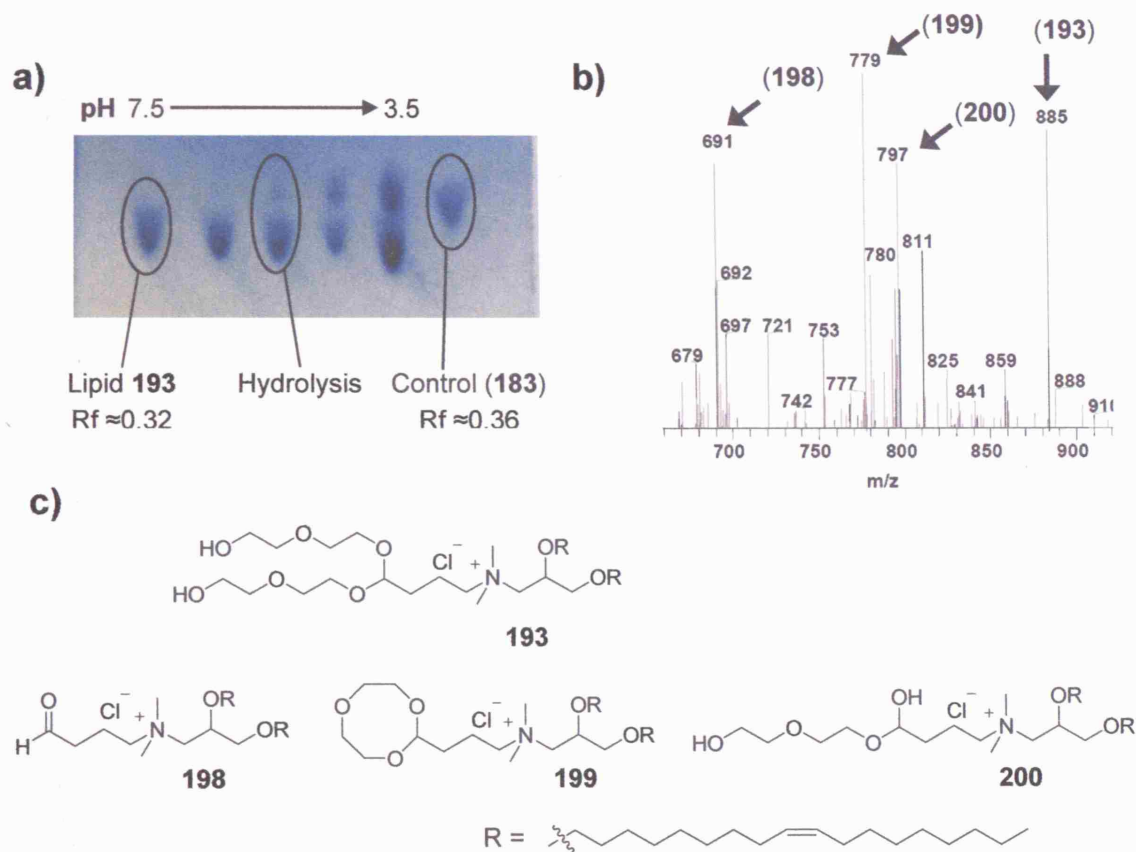 a)
pH 7.5 3.5
Lipid 193
Rf ≈0.32
Hydrolysis
Control (183)
Rf ≈0.36
b)
(198)
(199)
(200)
(193)
691
779
797
885
692
697
679
721
742
753
777
780
811
825
841
859
888
910
700 750 800 850 900
m/z
c)
HO O O Cl⁻ + N OR OR
HO O O
193
O H Cl⁻ + N OR OR
198
O O O Cl⁻ + N OR OR
199
HO O O OH Cl⁻ + N OR OR
200
R =